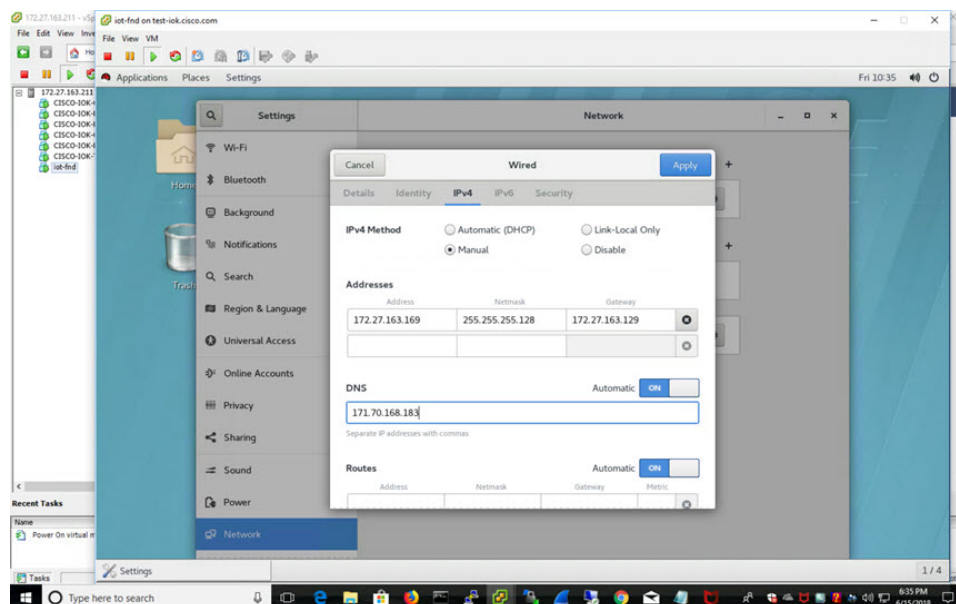 172.27.163.211 - vSp
iot-fnd on test-iok.cisco.com
File Edit View Inve
File View VM
Applications Places Settings Fri 10:35
172.27.163.211
CISCO-IOK-
CISCO-IOK-
CISCO-IOK-
CISCO-IOK-
CISCO-IOK-
CISCO-IOK-
iot-fnd
Home
Trash
Settings
Network
Wi-Fi
Bluetooth
Background
Notifications
Search
Region & Language
Universal Access
Online Accounts
Privacy
Sharing
Sound
Power
Network
Cancel Wired Apply
Details Identity IPv4 IPv6 Security
IPv4 Method Automatic (DHCP) Link-Local Only
Manual Disable
Addresses
Address Netmask Gateway
172.27.163.169 255.255.255.128 172.27.163.129
DNS Automatic ON
171.70.168.183
Separate IP addresses with commas
Routes Automatic ON
Address Netmask Gateway Metric
Recent Tasks
Name
Power On virtual m
Tasks
Settings 1 / 4
Type here to search
6:35 PM
6/15/2018